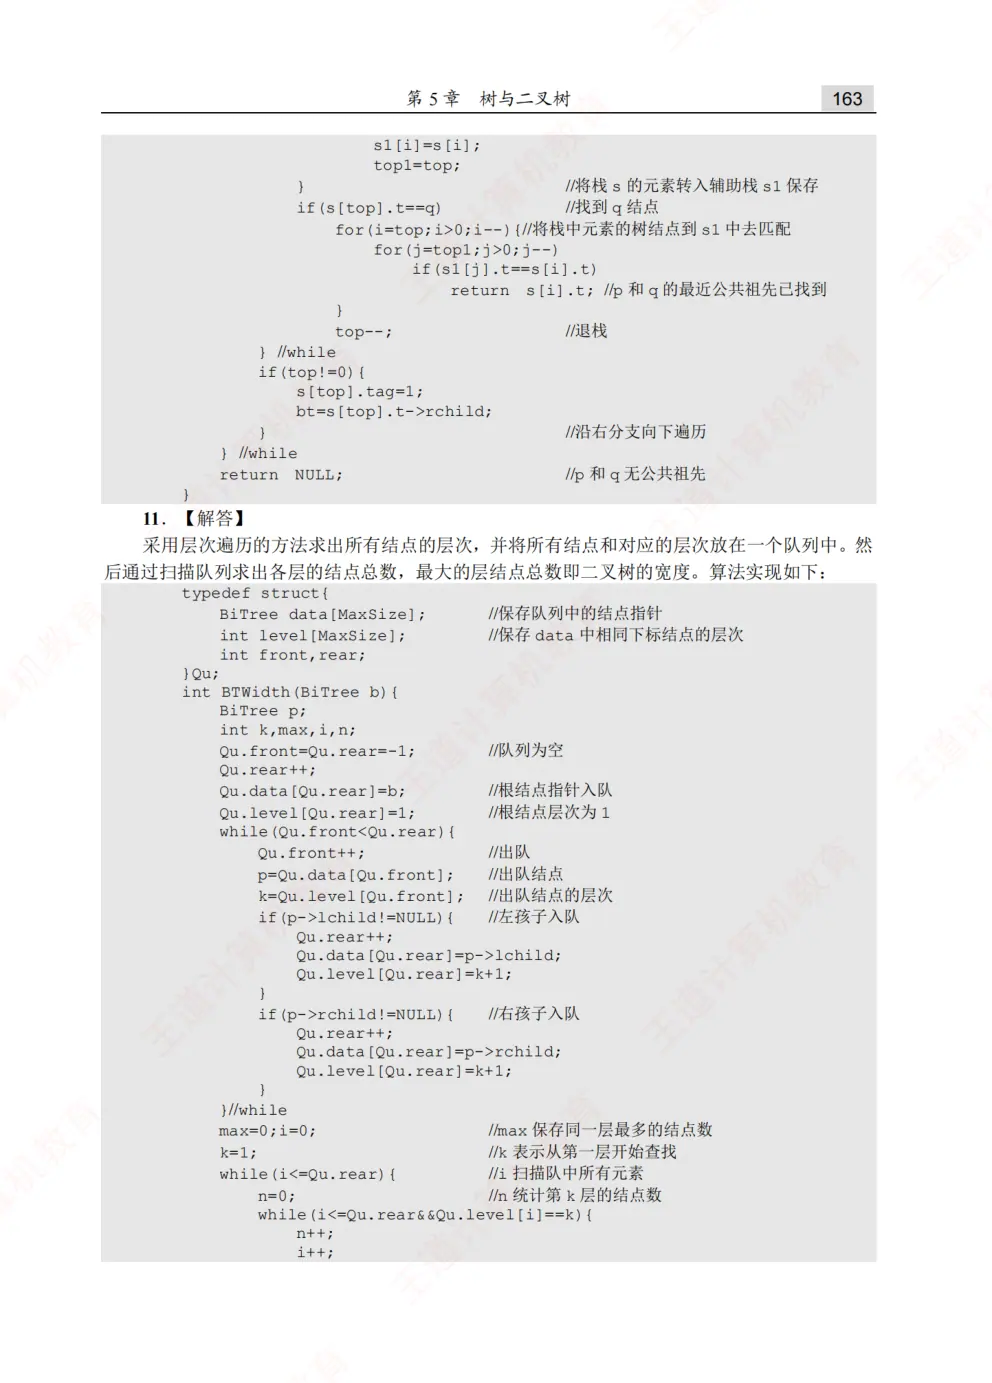 第 5 章 树与二叉树 163
s1[i]=s[i];
top1=top;
} //将栈 s 的元素转入辅助栈 s1 保存
if(s[top].t==q) //找到 q 结点
for(i=top;i>0;i--){//将栈中元素的树结点到 s1 中去匹配
for(j=top1;j>0;j--)
if(s1[j].t==s[i].t)
return s[i].t; //p 和 q 的最近公共祖先已找到
}
top--; //退栈
} //while
if(top!=0){
s[top].tag=1;
bt=s[top].t->rchild;
} //沿右分支向下遍历
} //while
return NULL; //p 和 q 无公共祖先
}
11. 【解答】
采用层次遍历的方法求出所有结点的层次，并将所有结点和对应的层次放在一个队列中。然
后通过扫描队列求出各层的结点总数，最大的层结点总数即二叉树的宽度。算法实现如下：
typedef struct{
BiTree data[MaxSize]; //保存队列中的结点指针
int level[MaxSize]; //保存 data 中相同下标结点的层次
int front,rear;
}Qu;
int BTWidth(BiTree b){
BiTree p;
int k,max,i,n;
Qu.front=Qu.rear=-1; //队列为空
Qu.rear++;
Qu.data[Qu.rear]=b; //根结点指针入队
Qu.level[Qu.rear]=1; //根结点层次为 1
while(Qu.front<Qu.rear){
Qu.front++; //出队
p=Qu.data[Qu.front]; //出队结点
k=Qu.level[Qu.front]; //出队结点的层次
if(p->lchild!=NULL){ //左孩子入队
Qu.rear++;
Qu.data[Qu.rear]=p->lchild;
Qu.level[Qu.rear]=k+1;
}
if(p->rchild!=NULL){ //右孩子入队
Qu.rear++;
Qu.data[Qu.rear]=p->rchild;
Qu.level[Qu.rear]=k+1;
}
}//while
max=0;i=0; //max 保存同一层最多的结点数
k=1; //k 表示从第一层开始查找
while(i<=Qu.rear){ //i 扫描队中所有元素
n=0; //n 统计第 k 层的结点数
while(i<=Qu.rear&&Qu.level[i]==k){
n++;
i++;
王道计算机教育